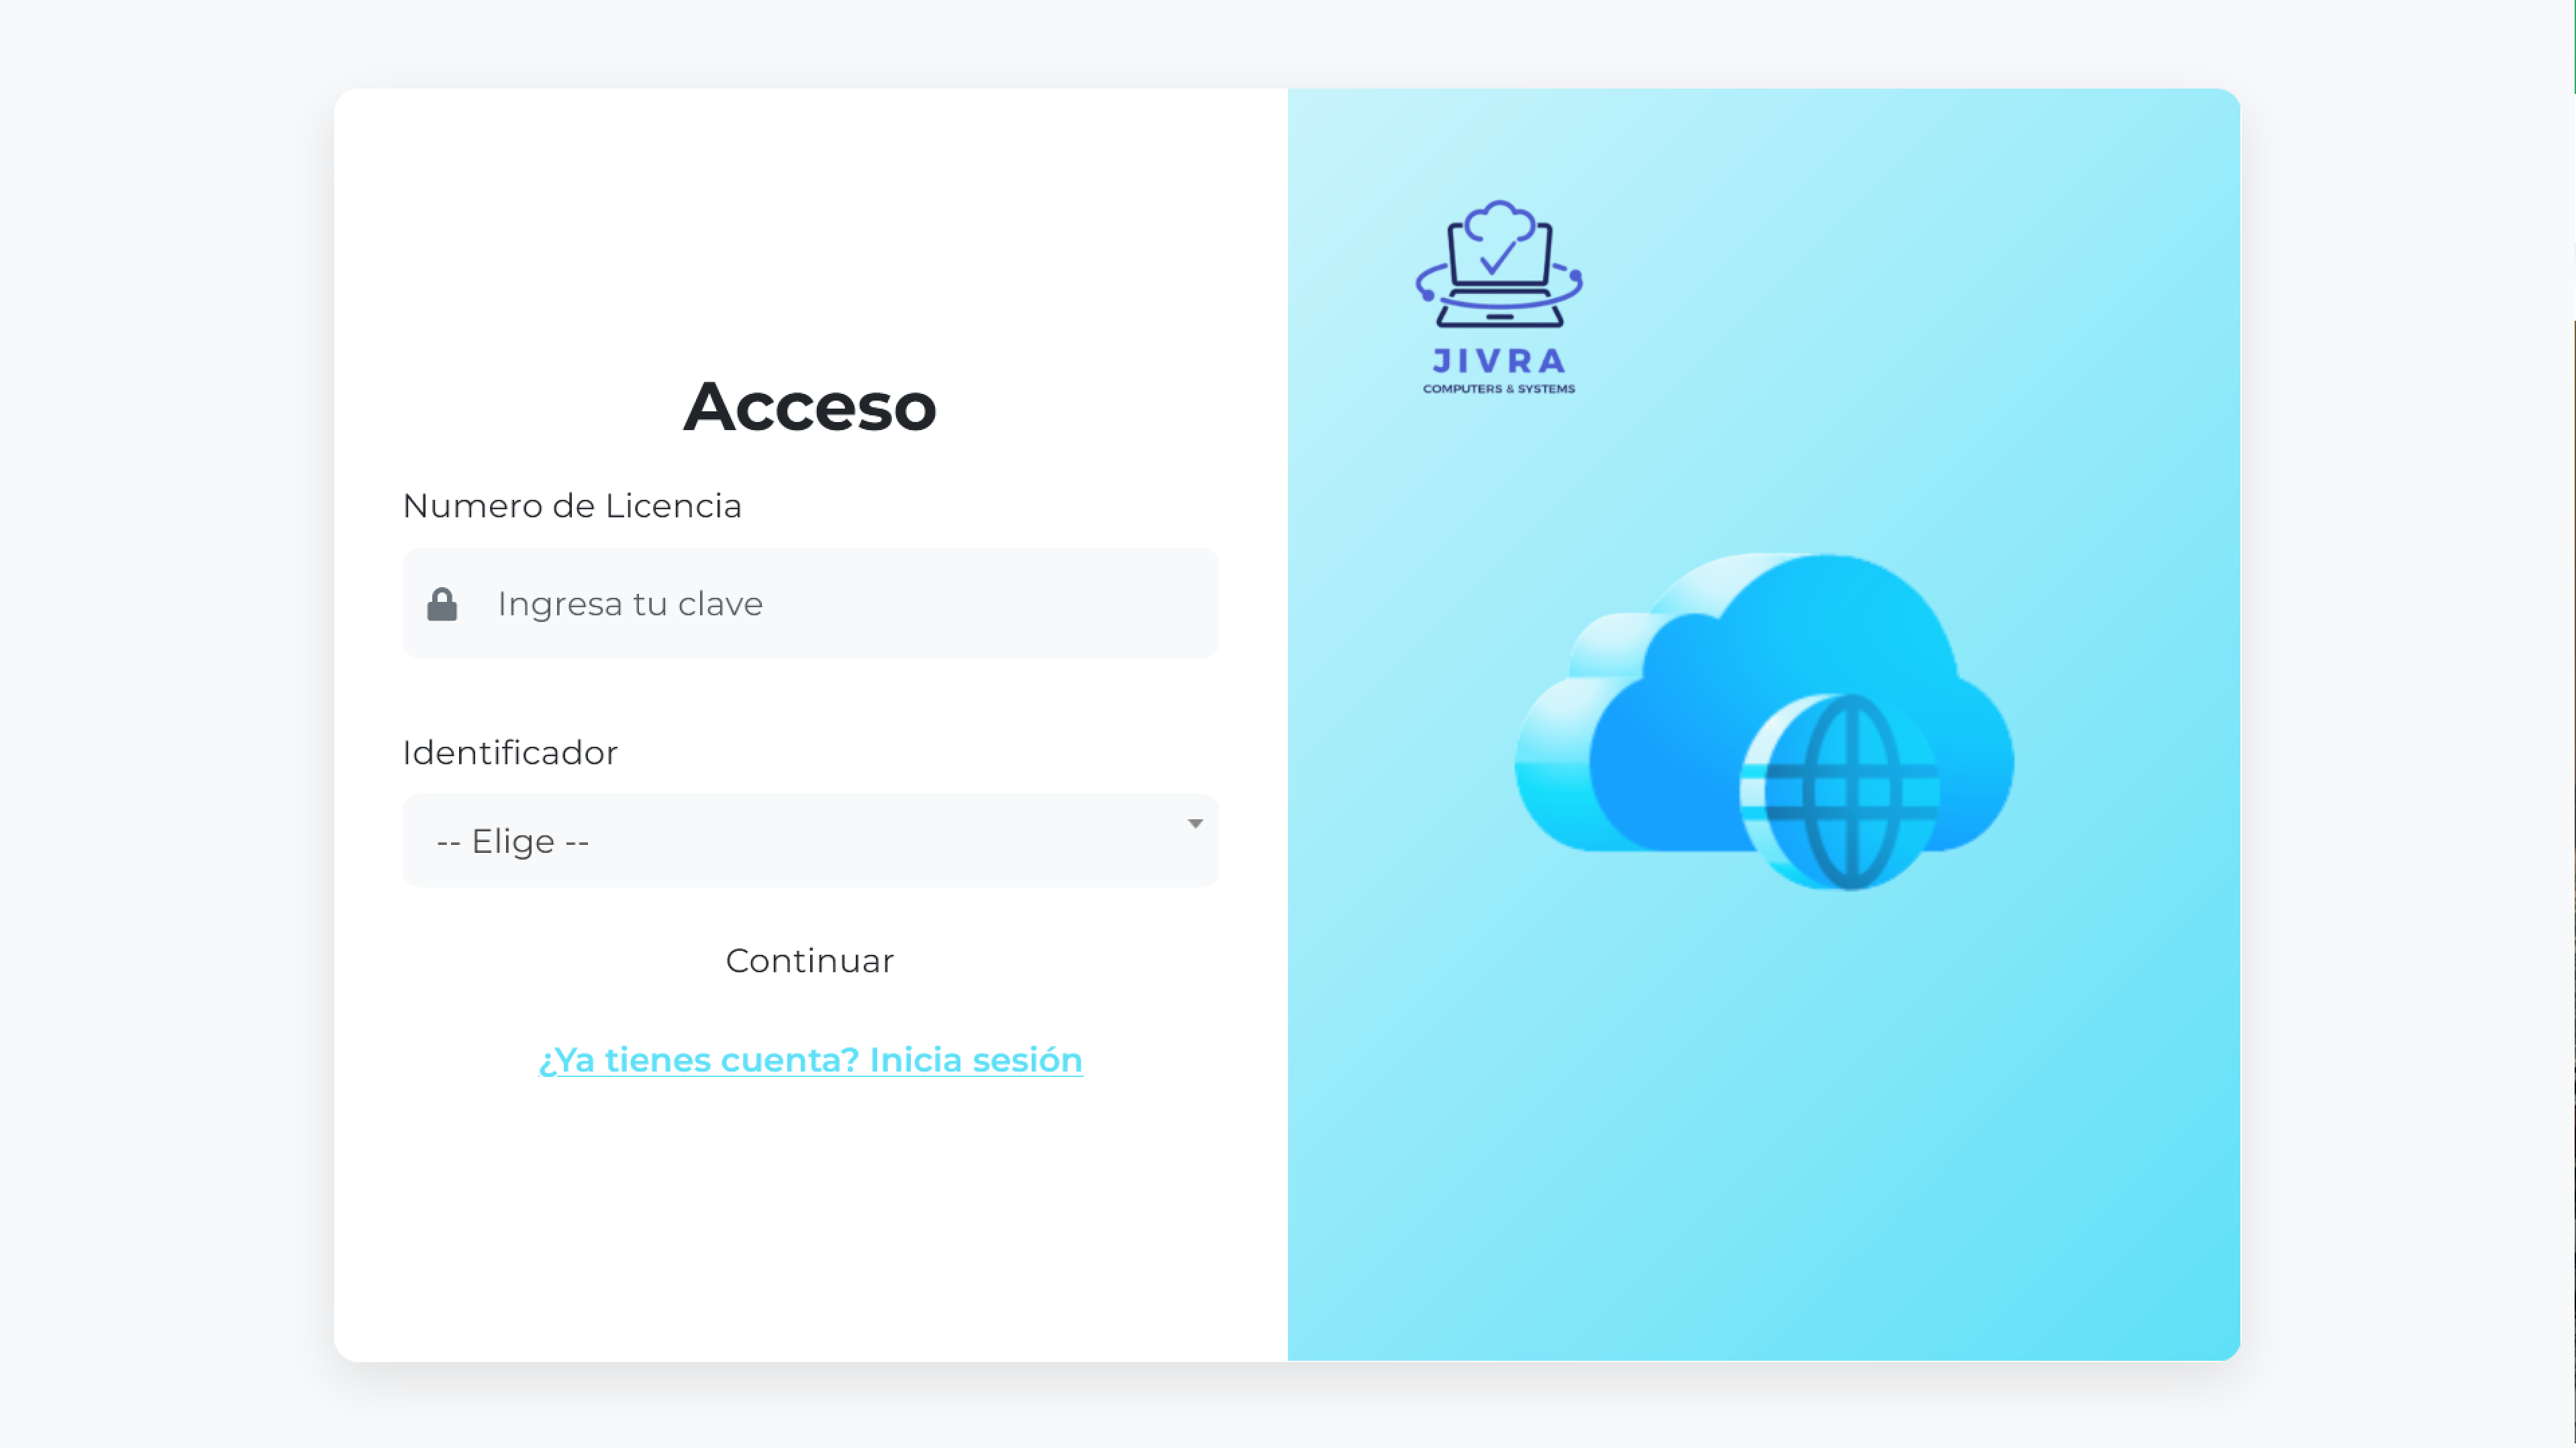 Acceso
Numero de Licencia
Ingresa tu clave
Identificador
-- Elige --
Continuar
¿Ya tienes cuenta? Inicia sesión
JIVRA
COMPUTERS & SYSTEMS